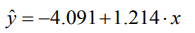 ŷ = −4.091+1.214·x